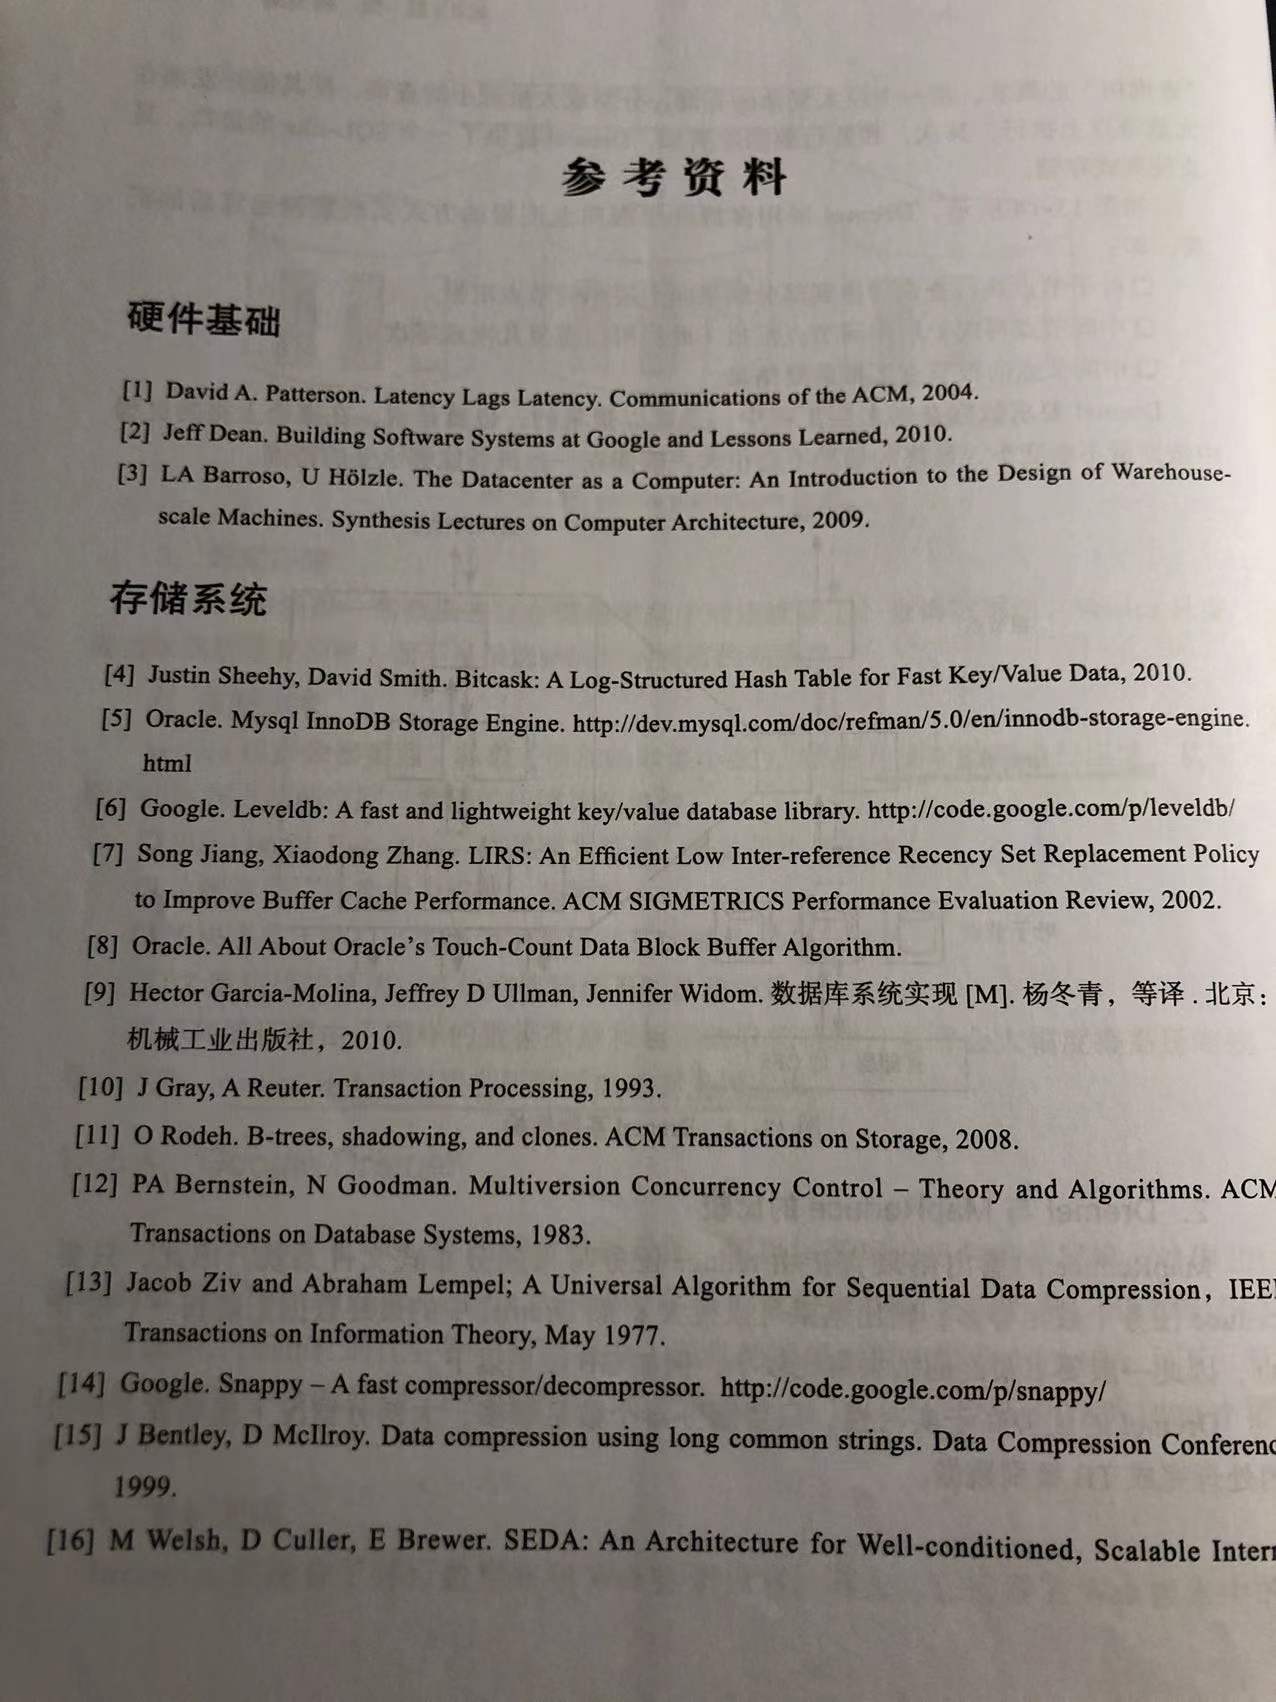 参考资料
硬件基础
[1] David A. Patterson. Latency Lags Latency. Communications of the ACM, 2004.
[2] Jeff Dean. Building Software Systems at Google and Lessons Learned, 2010.
[3] LA Barroso, U Hölzle. The Datacenter as a Computer: An Introduction to the Design of Warehouse-
scale Machines. Synthesis Lectures on Computer Architecture, 2009.
存储系统
[4] Justin Sheehy, David Smith. Bitcask: A Log-Structured Hash Table for Fast Key/Value Data, 2010.
[5] Oracle. Mysql InnoDB Storage Engine. http://dev.mysql.com/doc/refman/5.0/en/innodb-storage-engine.
html
[6] Google. Leveldb: A fast and lightweight key/value database library. http://code.google.com/p/leveldb/
[7] Song Jiang, Xiaodong Zhang. LIRS: An Efficient Low Inter-reference Recency Set Replacement Policy
to Improve Buffer Cache Performance. ACM SIGMETRICS Performance Evaluation Review, 2002.
[8] Oracle. All About Oracle's Touch-Count Data Block Buffer Algorithm.
[9] Hector Garcia-Molina, Jeffrey D Ullman, Jennifer Widom. 数据库系统实现 [M]. 杨冬青，等译 . 北京：
机械工业出版社，2010.
[10] J Gray, A Reuter. Transaction Processing, 1993.
[11] O Rodeh. B-trees, shadowing, and clones. ACM Transactions on Storage, 2008.
[12] PA Bernstein, N Goodman. Multiversion Concurrency Control – Theory and Algorithms. ACM
Transactions on Database Systems, 1983.
[13] Jacob Ziv and Abraham Lempel; A Universal Algorithm for Sequential Data Compression，IEE
Transactions on Information Theory, May 1977.
[14] Google. Snappy – A fast compressor/decompressor. http://code.google.com/p/snappy/
[15] J Bentley, D McIlroy. Data compression using long common strings. Data Compression Conferenc
1999.
[16] M Welsh, D Culler, E Brewer. SEDA: An Architecture for Well-conditioned, Scalable Intern